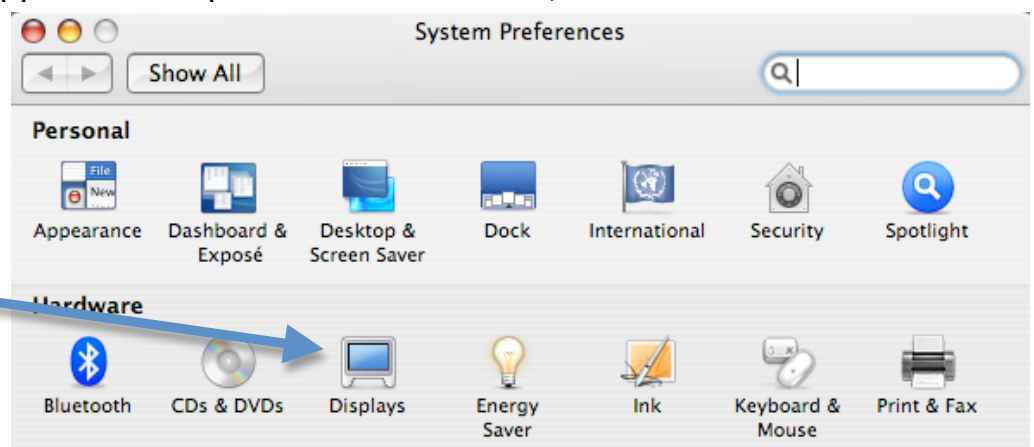 System Preferences
Show All
Personal
File
New
Appearance
Dashboard &
Exposé
Desktop &
Screen Saver
Dock
International
Security
Spotlight
Hardware
Bluetooth
CDs & DVDs
Displays
Energy
Saver
Ink
Keyboard &
Mouse
Print & Fax